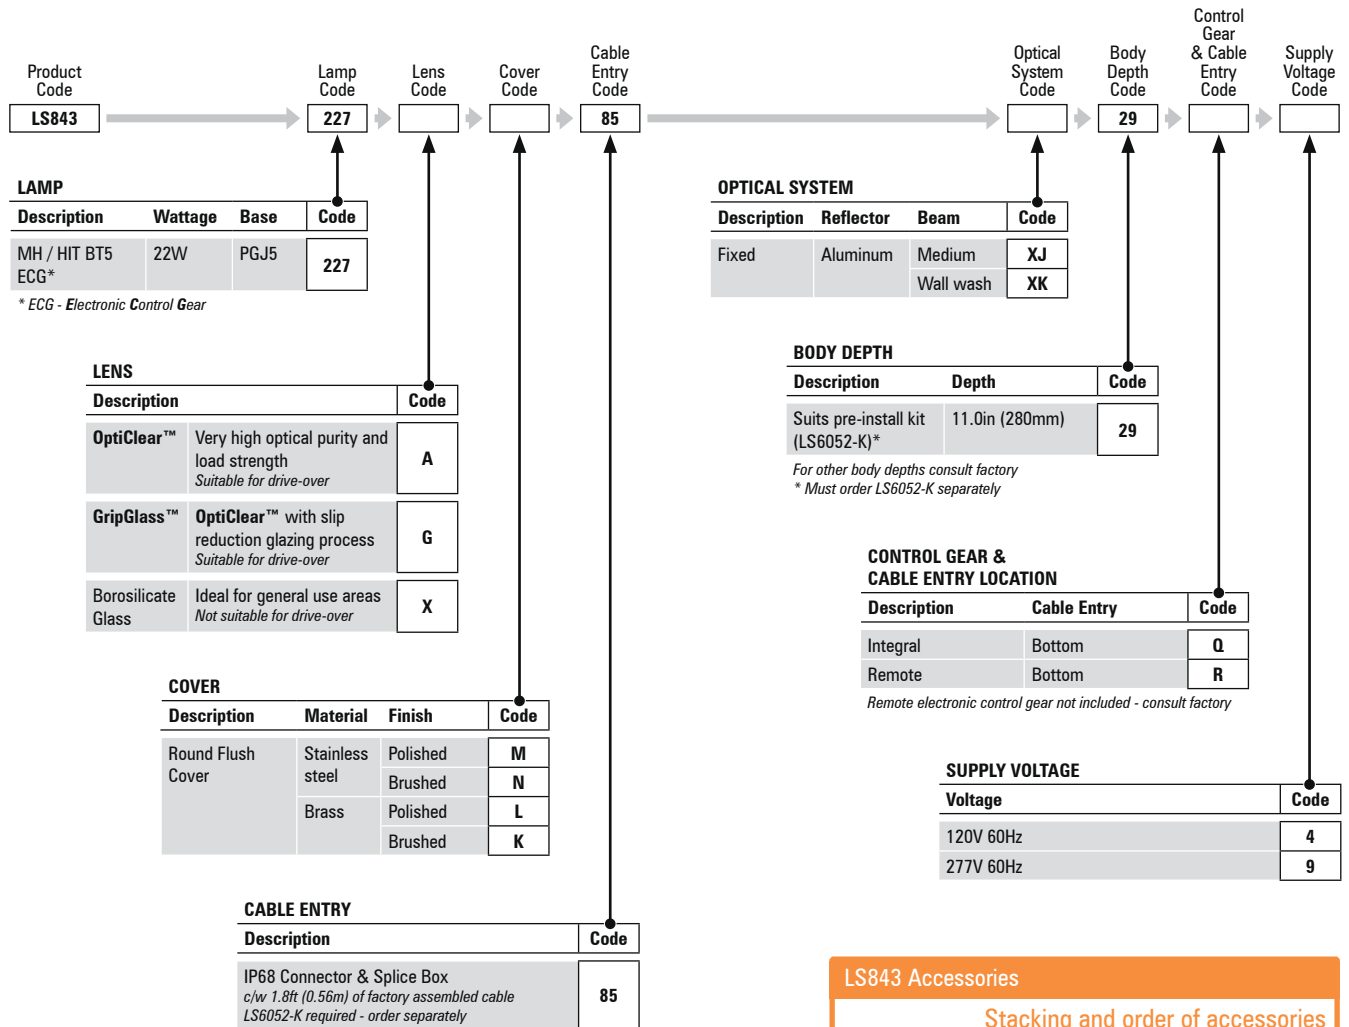 Product Code
Lamp Code
Lens Code
Cover Code
Cable Entry Code
Optical System Code
Body Depth Code
Control Gear & Cable Entry Code
Supply Voltage Code
LS843 227 85 29
LAMP
Description Wattage Base Code
MH / HIT BT5 ECG* 22W PGJ5 227
* ECG - Electronic Control Gear
LENS
Description Code
OptiClear™ Very high optical purity and load strength A
Suitable for drive-over
GripGlass™ OptiClear™ with slip reduction glazing process G
Suitable for drive-over
Borosilicate Glass Ideal for general use areas X
Not suitable for drive-over
COVER
Description Material Finish Code
Round Flush Cover Stainless steel Polished M
Brushed N
Brass Polished L
Brushed K
CABLE ENTRY
Description Code
IP68 Connector & Splice Box 85
c/w 1.8ft (0.56m) of factory assembled cable
LS6052-K required - order separately
OPTICAL SYSTEM
Description Reflector Beam Code
Fixed Aluminum Medium XJ
Wall wash XK
BODY DEPTH
Description Depth Code
Suits pre-install kit (LS6052-K)* 11.0in (280mm) 29
For other body depths consult factory
* Must order LS6052-K separately
CONTROL GEAR &
CABLE ENTRY LOCATION
Description Cable Entry Code
Integral Bottom Q
Remote Bottom R
Remote electronic control gear not included - consult factory
SUPPLY VOLTAGE
Voltage Code
120V 60Hz 4
277V 60Hz 9
LS843 Accessories
Stacking and order of accessories